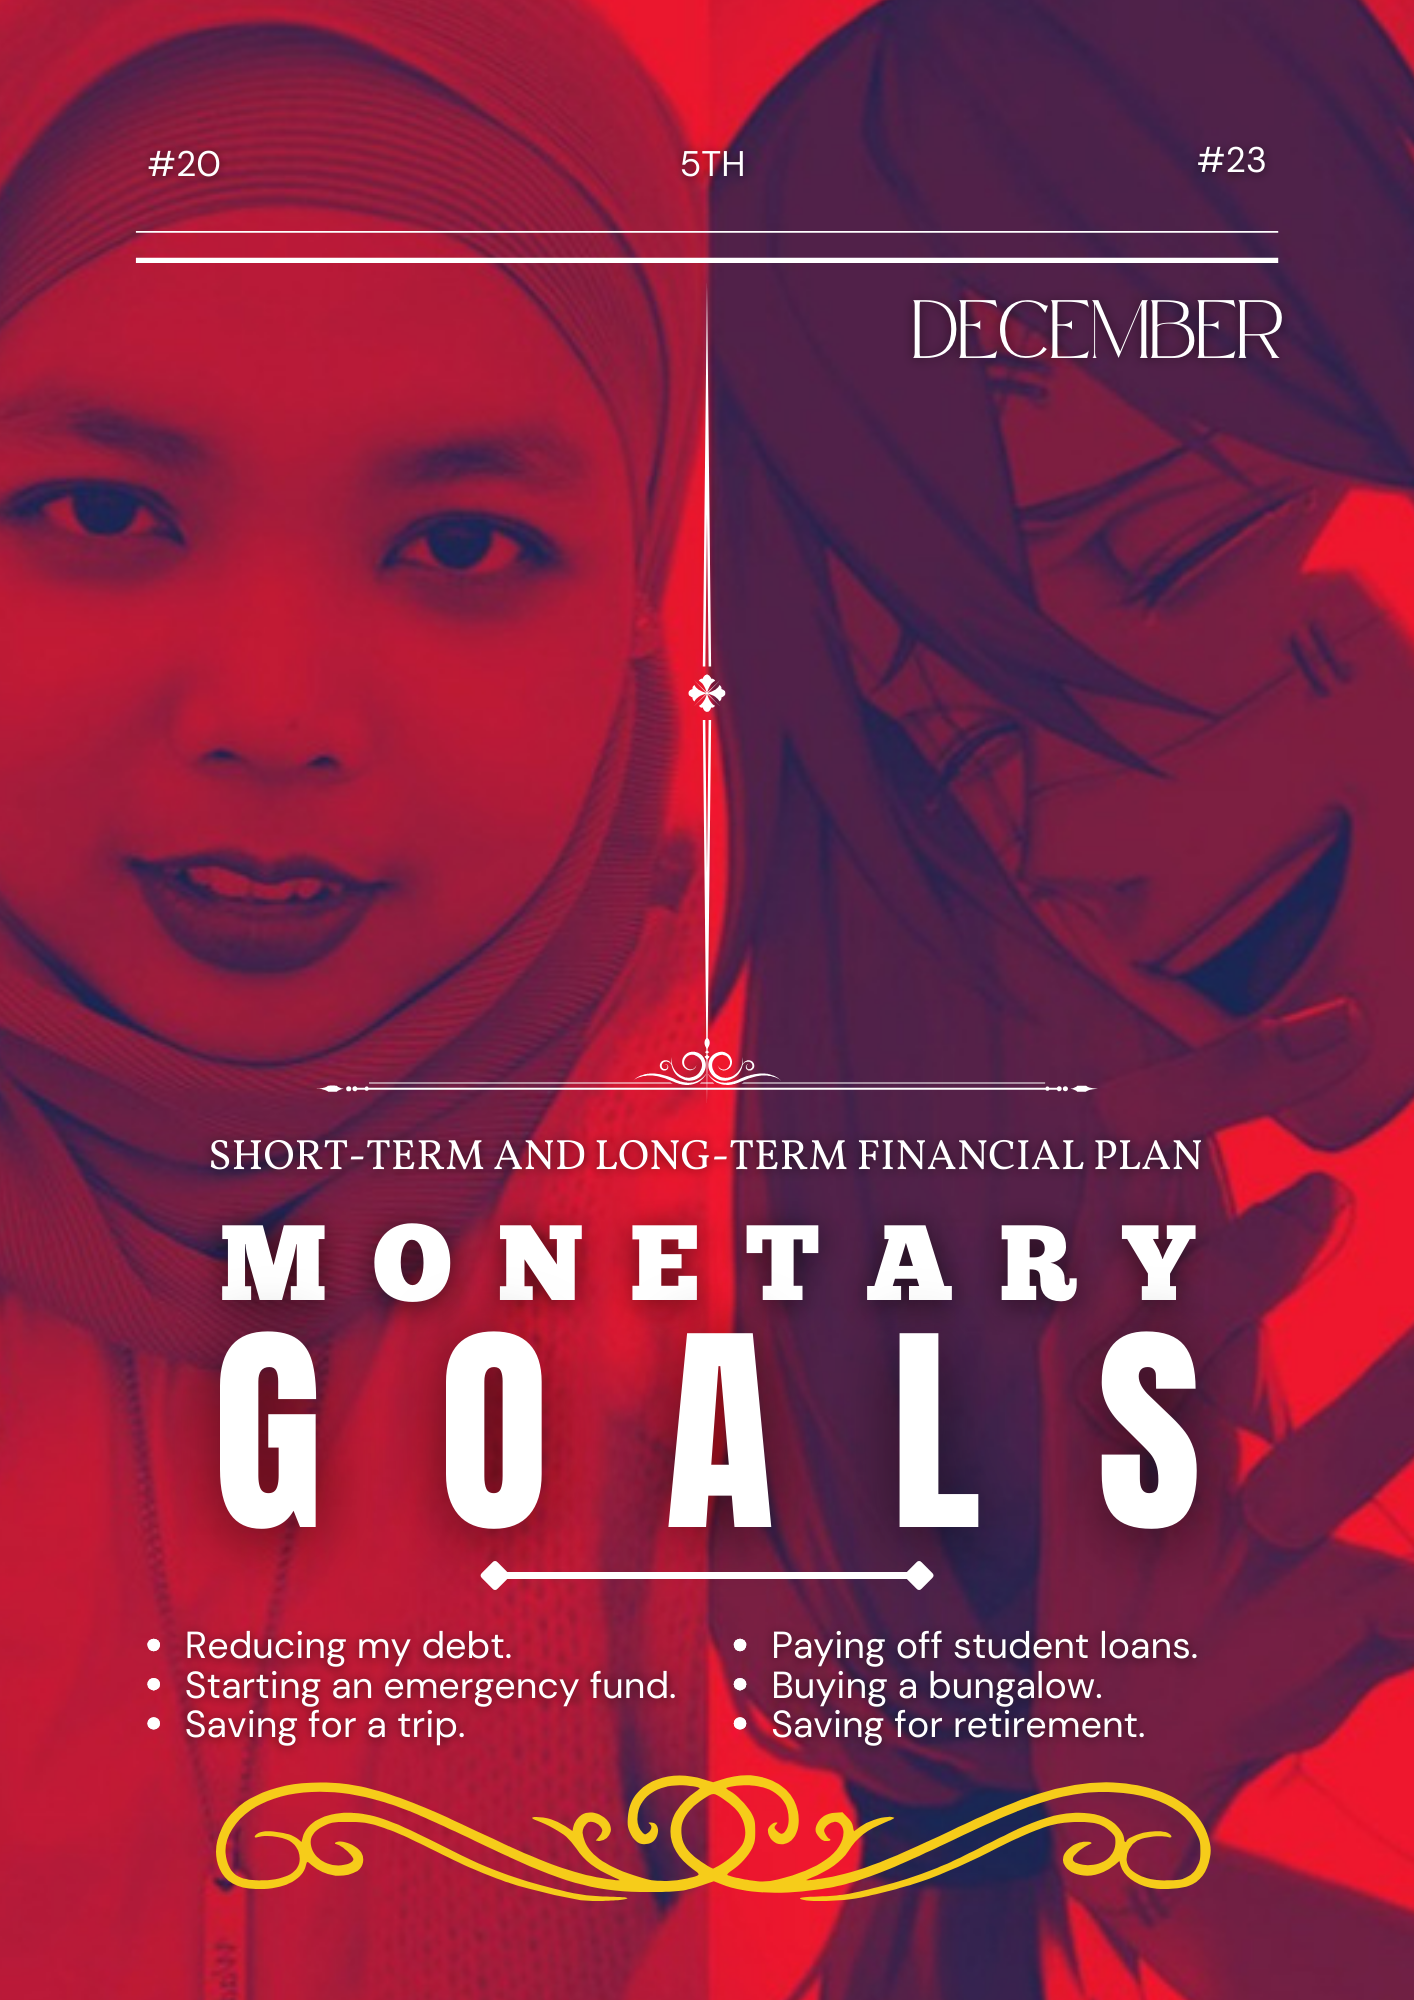 #20 5TH #23
DECEMBER
SHORT-TERM AND LONG-TERM FINANCIAL PLAN
MONETARY
GOALS
• Reducing my debt.
• Starting an emergency fund.
• Saving for a trip.
• Paying off student loans.
• Buying a bungalow.
• Saving for retirement.